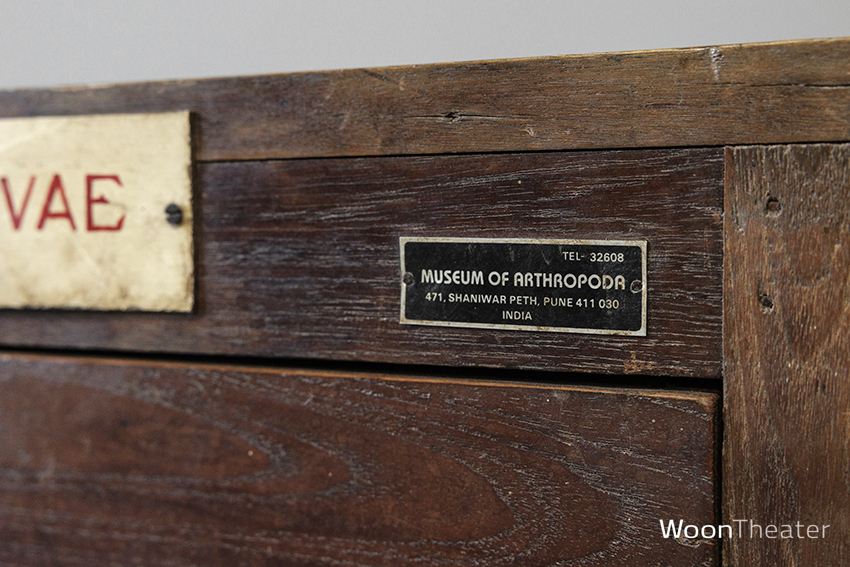 VAE
TEL- 32608
MUSEUM OF ARTHROPODA
471, SHANIWAR PETH, PUNE 411 030
INDIA
WoonTheater